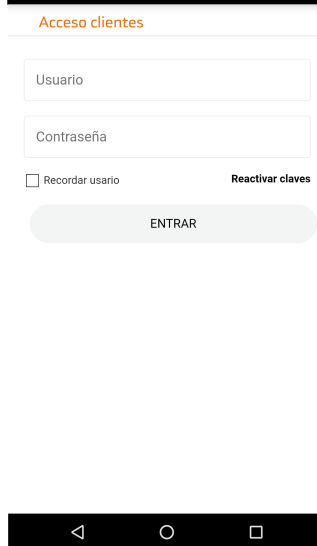 Acceso clientes
Usuario
Contraseña
Recordar usario
Reactivar claves
ENTRAR